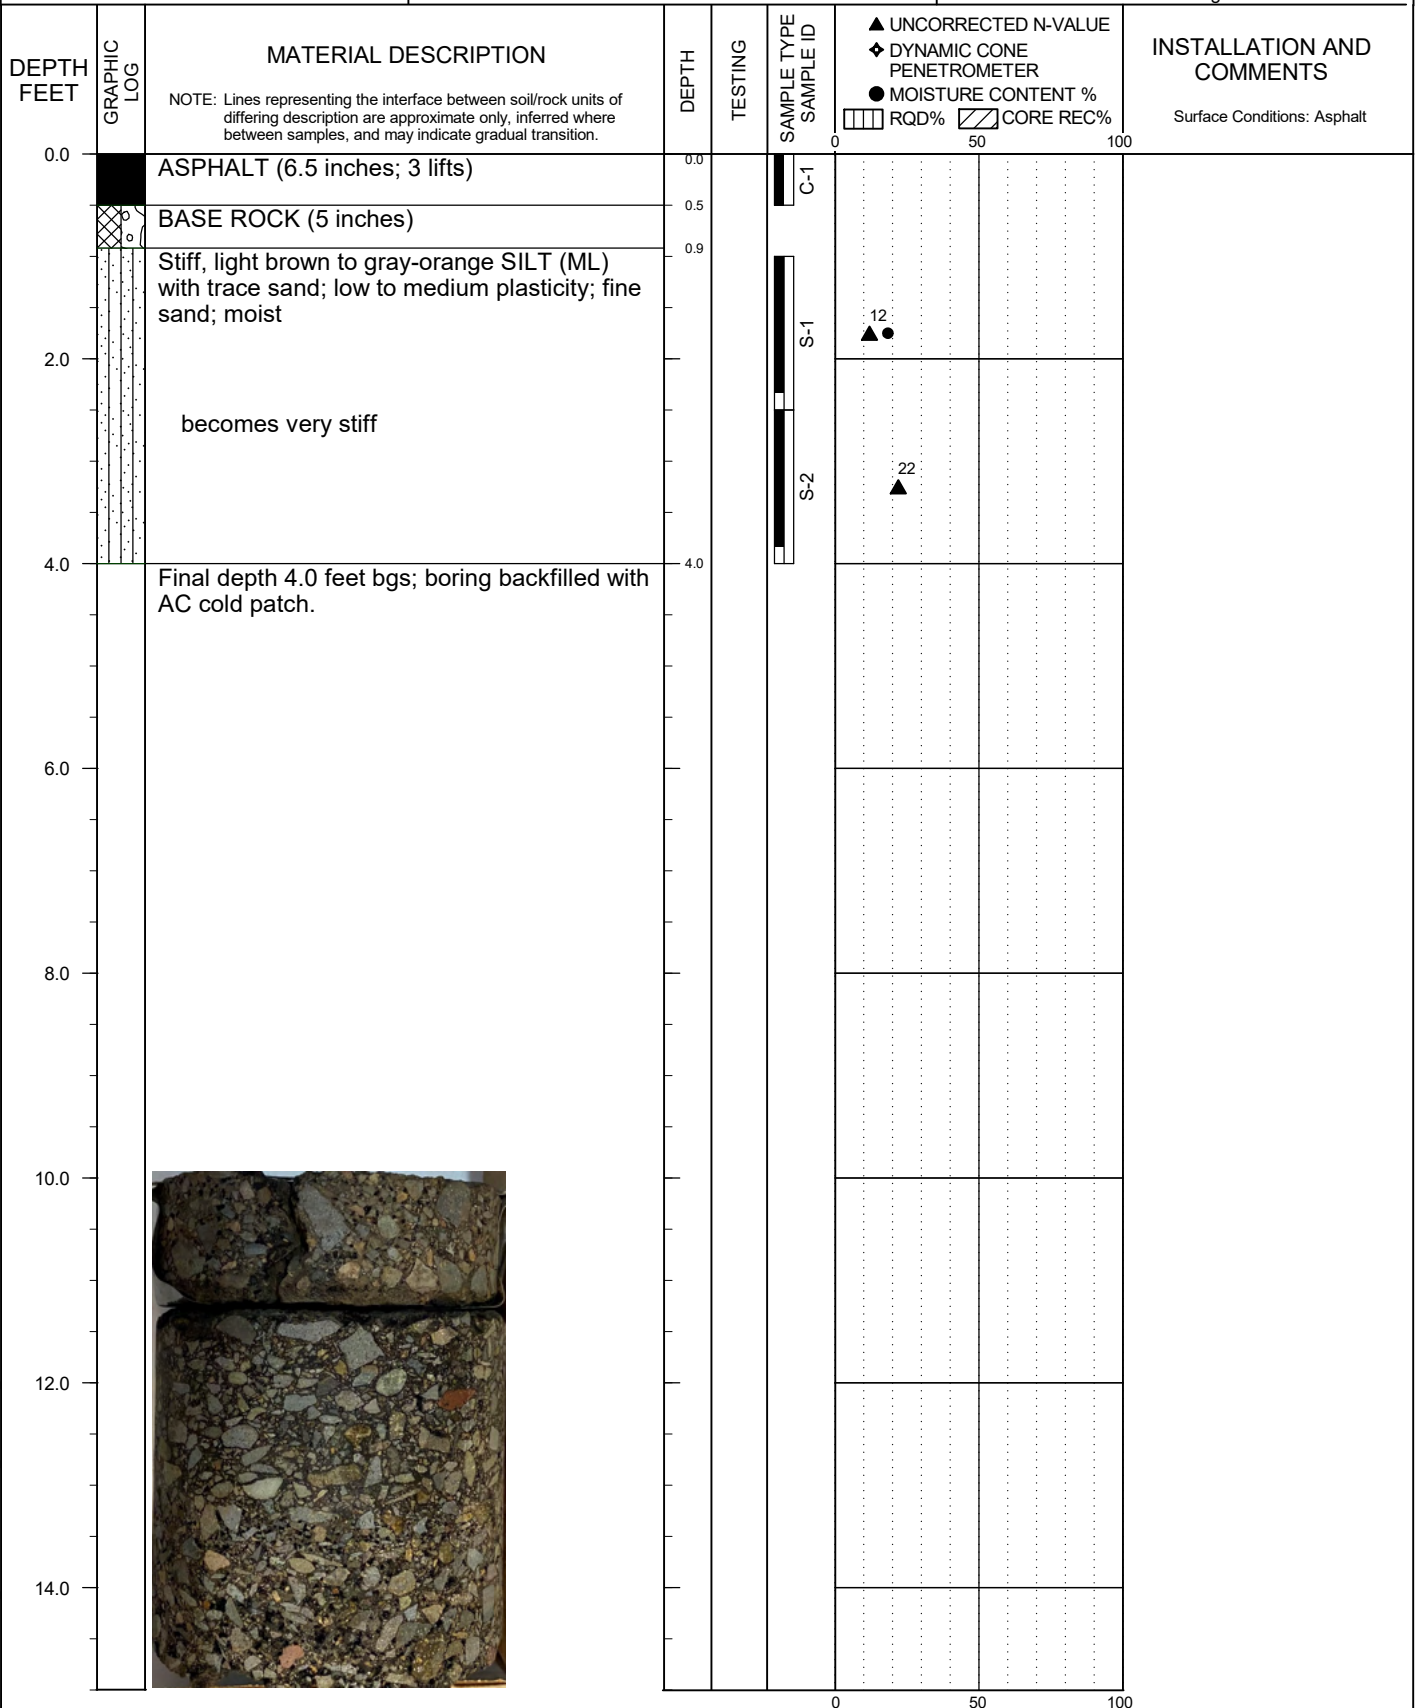 DEPTH
FEET
GRAPHIC
LOG
MATERIAL DESCRIPTION
NOTE: Lines representing the interface between soil/rock units of
differing description are approximate only, inferred where
between samples, and may indicate gradual transition.
DEPTH
TESTING
SAMPLE TYPE
SAMPLE ID
UNCORRECTED N-VALUE
DYNAMIC CONE
PENETROMETER
MOISTURE CONTENT %
RQD% CORE REC%
0 50 100
INSTALLATION AND
COMMENTS
Surface Conditions: Asphalt
0.0
ASPHALT (6.5 inches; 3 lifts)
0.0
C-1
0.5
BASE ROCK (5 inches)
0.9
Stiff, light brown to gray-orange SILT (ML)
with trace sand; low to medium plasticity; fine
sand; moist
S-1
12
2.0
becomes very stiff
S-2
22
4.0
4.0
Final depth 4.0 feet bgs; boring backfilled with
AC cold patch.
6.0
8.0
10.0
12.0
14.0
0 50 100